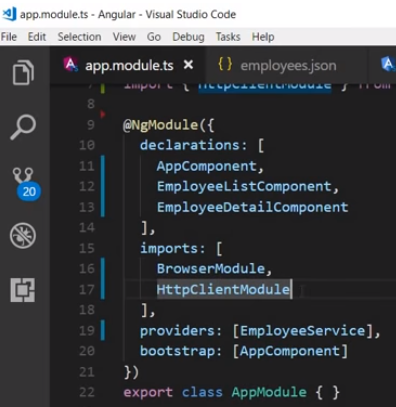 app.module.ts - Angular - Visual Studio Code
File Edit Selection View Go Debug Tasks Help
app.module.ts × {} employees.json
7 import { HttpClientModule } from
8
9 @NgModule({
10 declarations: [
11 AppComponent,
12 EmployeeListComponent,
13 EmployeeDetailComponent
14 ],
15 imports: [
16 BrowserModule,
17 HttpClientModule
18 ],
19 providers: [EmployeeService],
20 bootstrap: [AppComponent]
21 })
22 export class AppModule { }
20